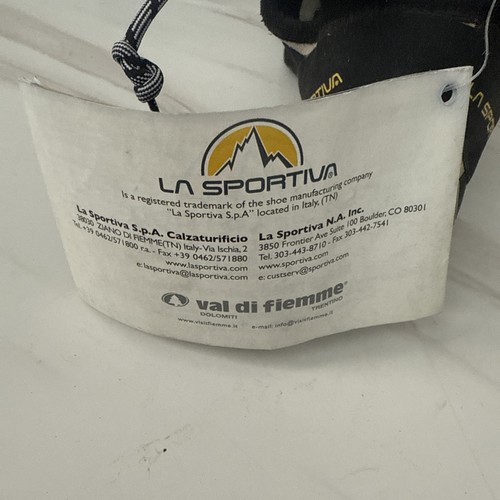 LA SPORTIVA®
Is a registered trademark of the shoe manufacturing company
"La Sportiva S.p.A" located in Italy, (TN)
La Sportiva S.p.A. Calzaturificio
38030 ZIANO DI FIEMME(TN) Italy- Via Ischia, 2
Tel. +39 0462/571800 r.a. - Fax +39 0462/571880
www.lasportiva.com
e: lasportiva@lasportiva.com
La Sportiva N.A. Inc.
3850 Frontier Ave Suite 100 Boulder, CO 80301
Tel. 303-443-8710 - Fax 303-442-7541
www.sportiva.com
e: custserv@sportiva.com
val di fiemme®
DOLOMITI TRENTINO
www.visitfiemme.it e-mail: info@visitfiemme.it